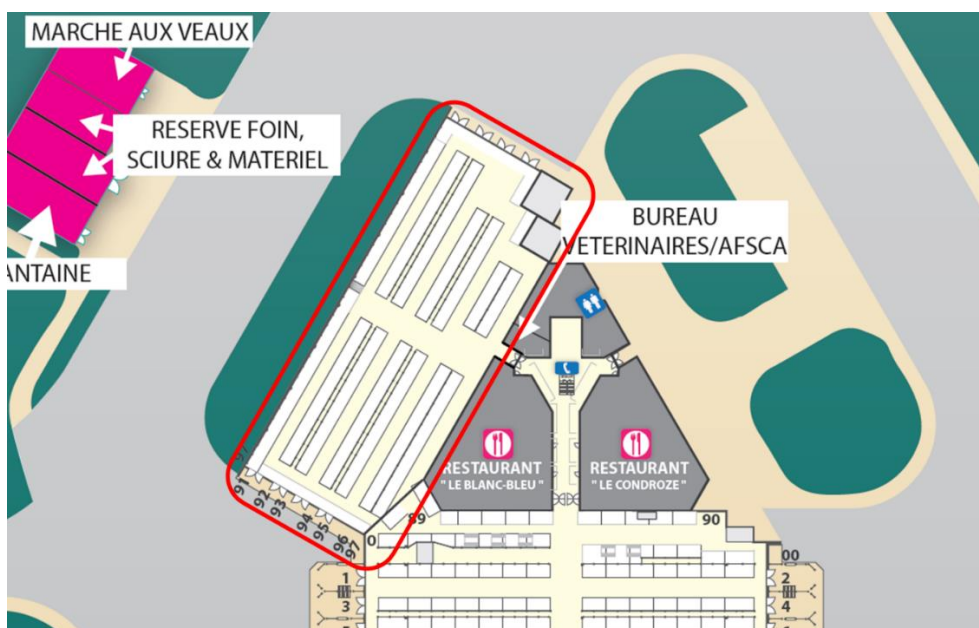 MARCHE AUX VEAUX
RESERVE FOIN,
SCIURE & MATERIEL
ANTAINE
BUREAU
VETERINAIRES/AFSCA
RESTAURANT
" LE BLANC-BLEU "
RESTAURANT
" LE CONDROZE "
97
91
92
93
94
95
96
97
89
90
0
00
1
2
3
4